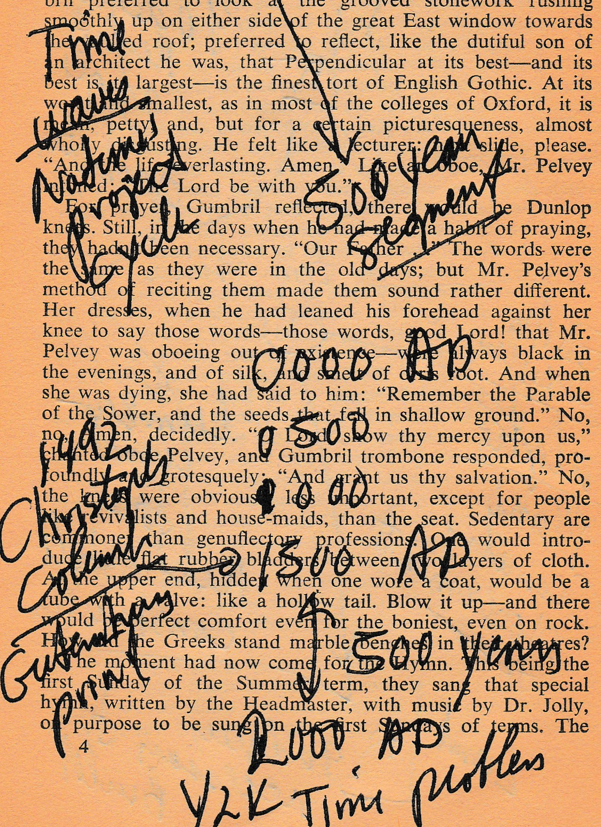 brn preferred to look at the grooved stonework rushing
smoothly up on either side of the great East window towards
the roof; preferred to reflect, like the dutiful son of
an architect he was, that Perpendicular at its best—and its
best is its largest—is the finest tort of English Gothic. At its
worst and smallest, as in most of the colleges of Oxford, it is
mean, petty and, but for a certain picturesqueness, almost
wholly disgusting. He felt like a lecturer: next slide, please.
“And the life everlasting. Amen.” Like an oboe, Mr. Pelvey
intoned: “The Lord be with you.”
For prayer, Gumbril reflected, there would be Dunlop
knees. Still, in the days when he had made a habit of praying,
they hadn't been necessary. “Our Father . . .” The words were
the same as they were in the old days; but Mr. Pelvey's
method of reciting them made them sound rather different.
Her dresses, when he had leaned his forehead against her
knee to say those words—those words, good Lord! that Mr.
Pelvey was oboeing out of existence—were always black in
the evenings, and of silk, and smelt of orris root. And when
she was dying, she had said to him: “Remember the Parable
of the Sower, and the seeds that fell in shallow ground.” No,
no. Amen, decidedly. “O Lord, show thy mercy upon us,”
chanted oboe Pelvey, and Gumbril trombone responded, pro-
foundly and grotesquely: “And grant us thy salvation.” No,
the knees were obviously less important, except for people
like revivalists and house-maids, than the seat. Sedentary are
commoner than genuflectory professions. One would intro-
duce little flat rubber bladders between two layers of cloth.
At the upper end, hidden when one wore a coat, would be a
tube with a valve: like a hollow tail. Blow it up—and there
would be perfect comfort even for the boniest, even on rock.
How did the Greeks stand marble benches in their theatres?
The moment had now come for the Hymn. This being the
first Sunday of the Summer term, they sang that special
hymn, written by the Headmaster, with music by Dr. Jolly,
on purpose to be sung on the first Sundays of terms. The
4
Time
waves
Nature's
Project
Cycle
500 year
Segment
0000 AD
0500
1000
1492
Christoph
Columb
1500 AD
Gutenberg
print
500 years
2000 AD
Y2K Time problem